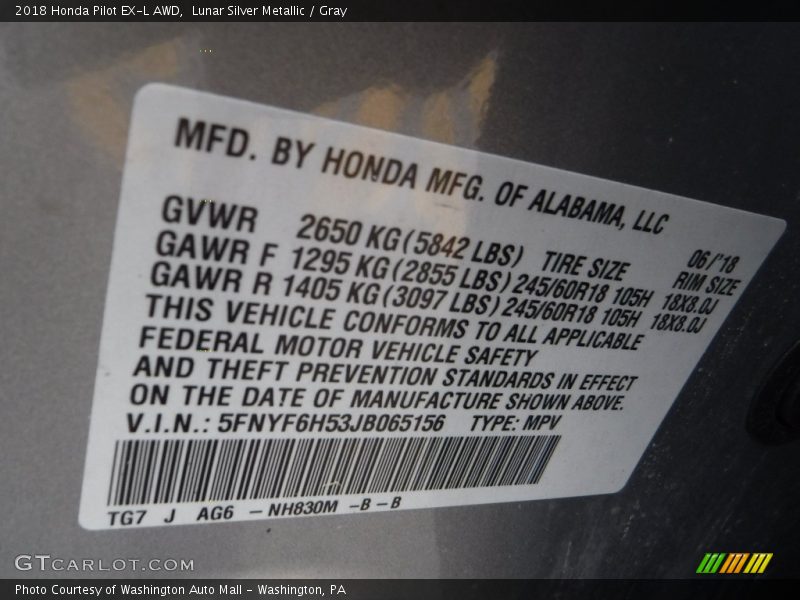 2018 Honda Pilot EX-L AWD, Lunar Silver Metallic / Gray
MFD. BY HONDA MFG. OF ALABAMA, LLC
06/'18
GVWR 2650 KG (5842 LBS) TIRE SIZE RIM SIZE
GAWR F 1295 KG (2855 LBS) 245/60R18 105H 18X8.0J
GAWR R 1405 KG (3097 LBS) 245/60R18 105H 18X8.0J
THIS VEHICLE CONFORMS TO ALL APPLICABLE
FEDERAL MOTOR VEHICLE SAFETY
AND THEFT PREVENTION STANDARDS IN EFFECT
ON THE DATE OF MANUFACTURE SHOWN ABOVE.
V.I.N.: 5FNYF6H53JB065156 TYPE: MPV
TG7 J AG6 – NH830M –B – B
GTCARLOT.COM
Photo Courtesy of Washington Auto Mall – Washington, PA